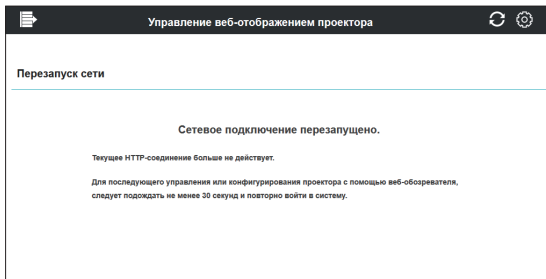 Управление веб-отображением проектора
Перезапуск сети
Сетевое подключение перезапущено.
Текущее HTTP-соединение больше не действует.
Для последующего управления или конфигурирования проектора с помощью веб-обозревателя,
следует подождать не менее 30 секунд и повторно войти в систему.